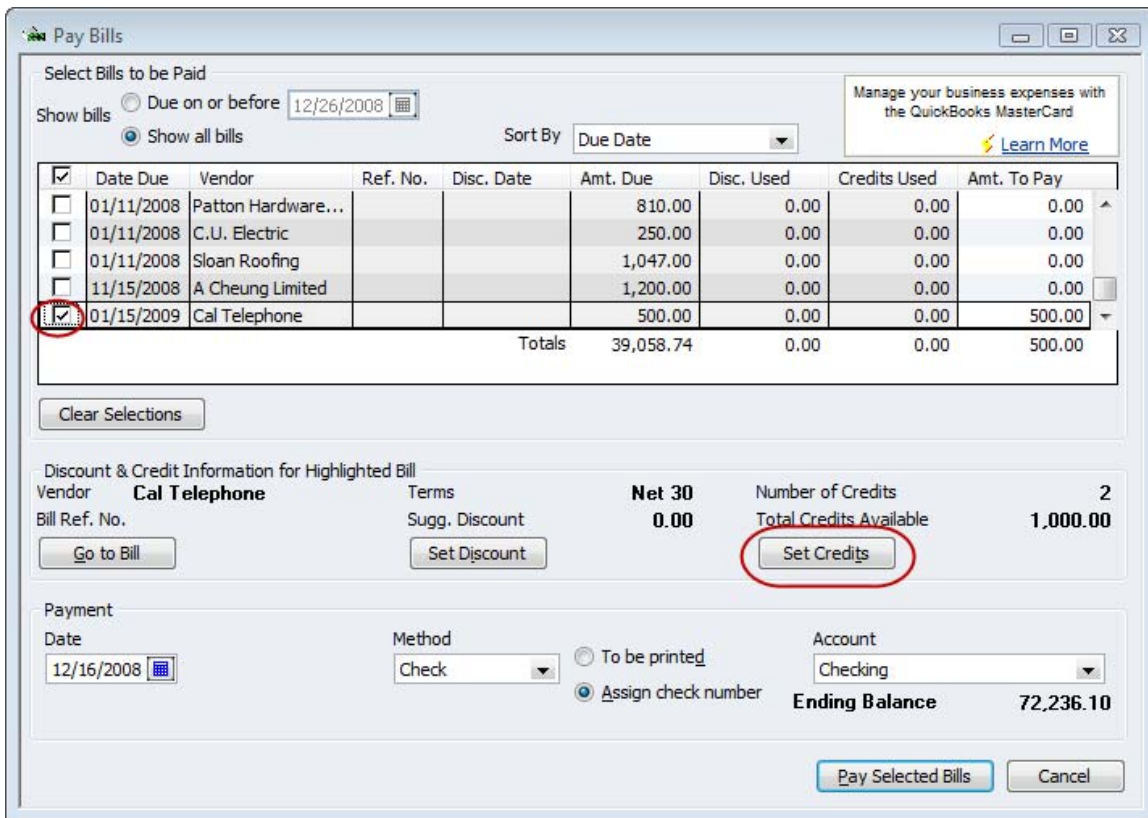 Pay Bills
Select Bills to be Paid
Show bills
Due on or before 12/26/2008
Show all bills
Sort By Due Date
Manage your business expenses with
the QuickBooks MasterCard
Learn More
Date Due Vendor Ref. No. Disc. Date Amt. Due Disc. Used Credits Used Amt. To Pay
01/11/2008 Patton Hardware... 810.00 0.00 0.00 0.00
01/11/2008 C.U. Electric 250.00 0.00 0.00 0.00
01/11/2008 Sloan Roofing 1,047.00 0.00 0.00 0.00
11/15/2008 A Cheung Limited 1,200.00 0.00 0.00 0.00
01/15/2009 Cal Telephone 500.00 0.00 0.00 500.00
Totals 39,058.74 0.00 0.00 500.00
Clear Selections
Discount & Credit Information for Highlighted Bill
Vendor Cal Telephone Terms Net 30 Number of Credits 2
Bill Ref. No. Sugg. Discount 0.00 Total Credits Available 1,000.00
Go to Bill Set Discount Set Credits
Payment
Date Method Account
12/16/2008 Check To be printed Checking
Assign check number Ending Balance 72,236.10
Pay Selected Bills Cancel